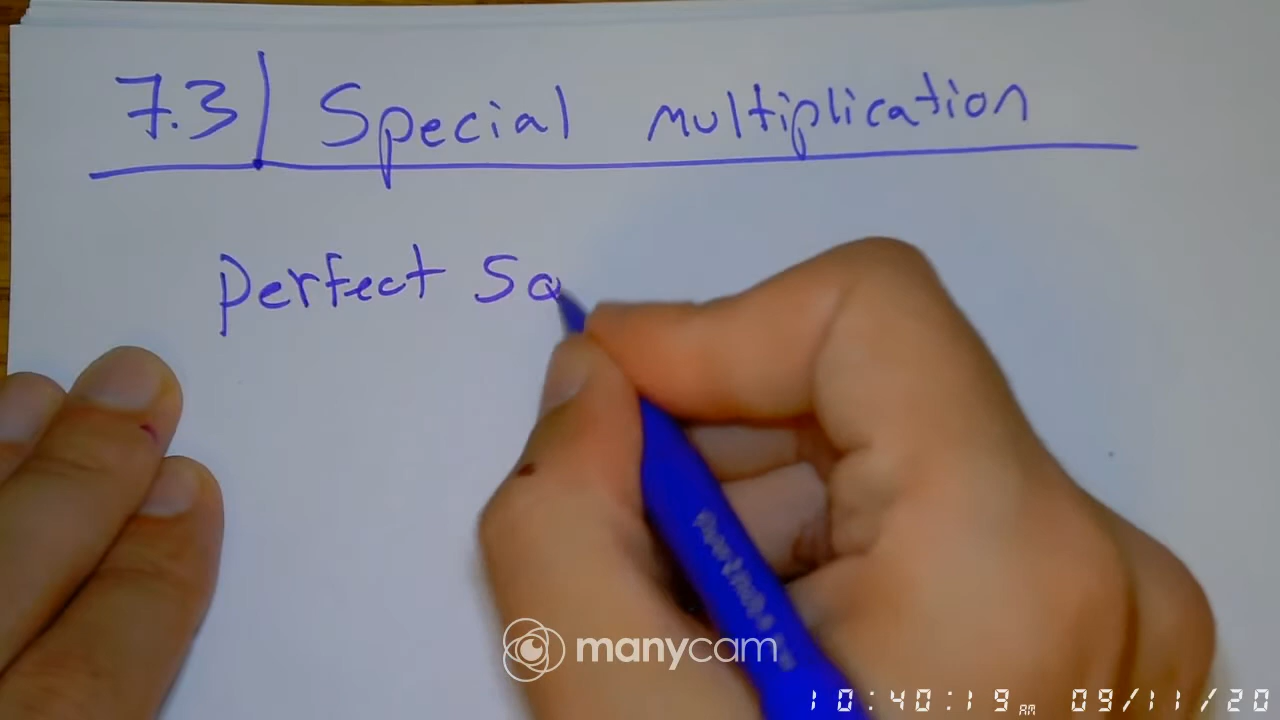 7.3 | Special multiplication
Perfect Sq
manycam
10:40:19 AM 09/11/20